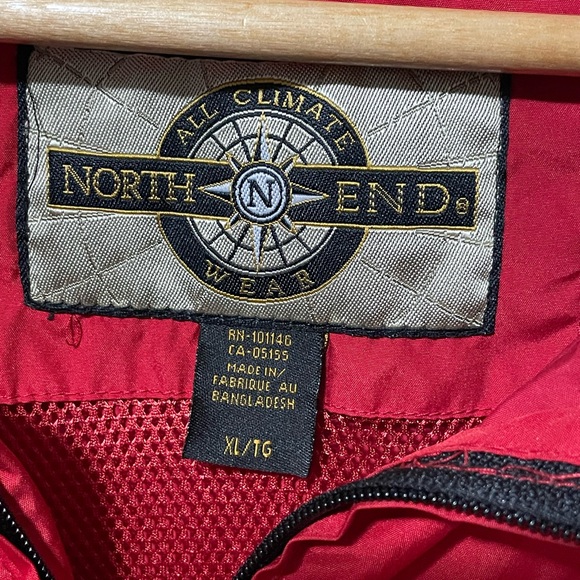 ALL CLIMATE
NORTH N END®
WEAR
RN-101146
CA-05155
MADE IN/
FABRIQUE AU
BANGLADESH
XL/TG